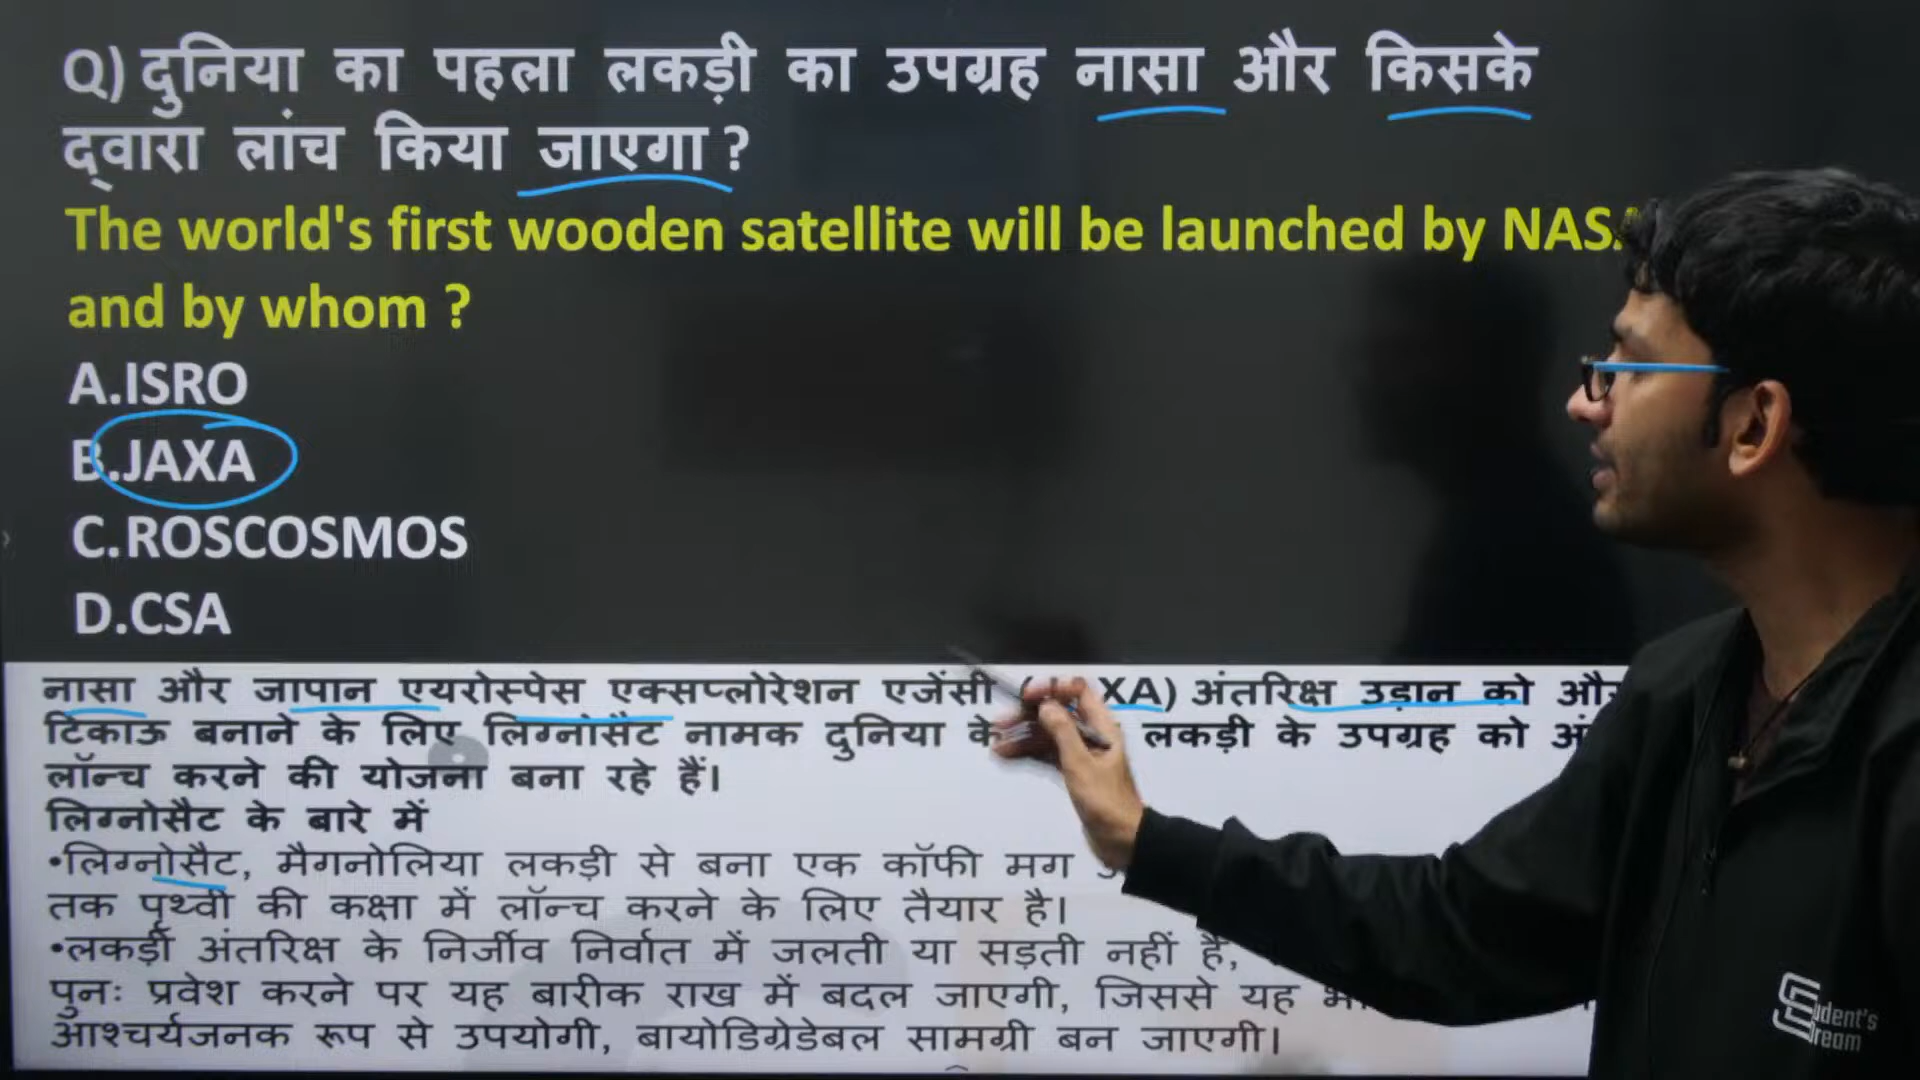 Q) दुनिया का पहला लकड़ी का उपग्रह नासा और किसके
द्वारा लांच किया जाएगा ?
The world's first wooden satellite will be launched by NASA
and by whom ?
A.ISRO
B.JAXA
C.ROSCOSMOS
D.CSA
नासा और जापान एयरोस्पेस एक्सप्लोरेशन एजेंसी XA) अंतरिक्ष उड़ान को
टिकाऊ बनाने के लिए लिग्नोसैट नामक दुनिया के लकड़ी के उपग्रह को
लॉन्च करने की योजना बना रहे हैं।
लिग्नोसैट के बारे में
•लिग्नोसैट, मैगनोलिया लकड़ी से बना एक कॉफी मग
तक पृथ्वी की कक्षा में लॉन्च करने के लिए तैयार है।
•लकड़ी अंतरिक्ष के निर्जीव निर्वात में जलती या सड़ती नहीं है,
पुनः प्रवेश करने पर यह बारीक राख में बदल जाएगी, जिससे यह
आश्चर्यजनक रूप से उपयोगी, बायोडिग्रेडेबल सामग्री बन जाएगी।
Student's
Dream